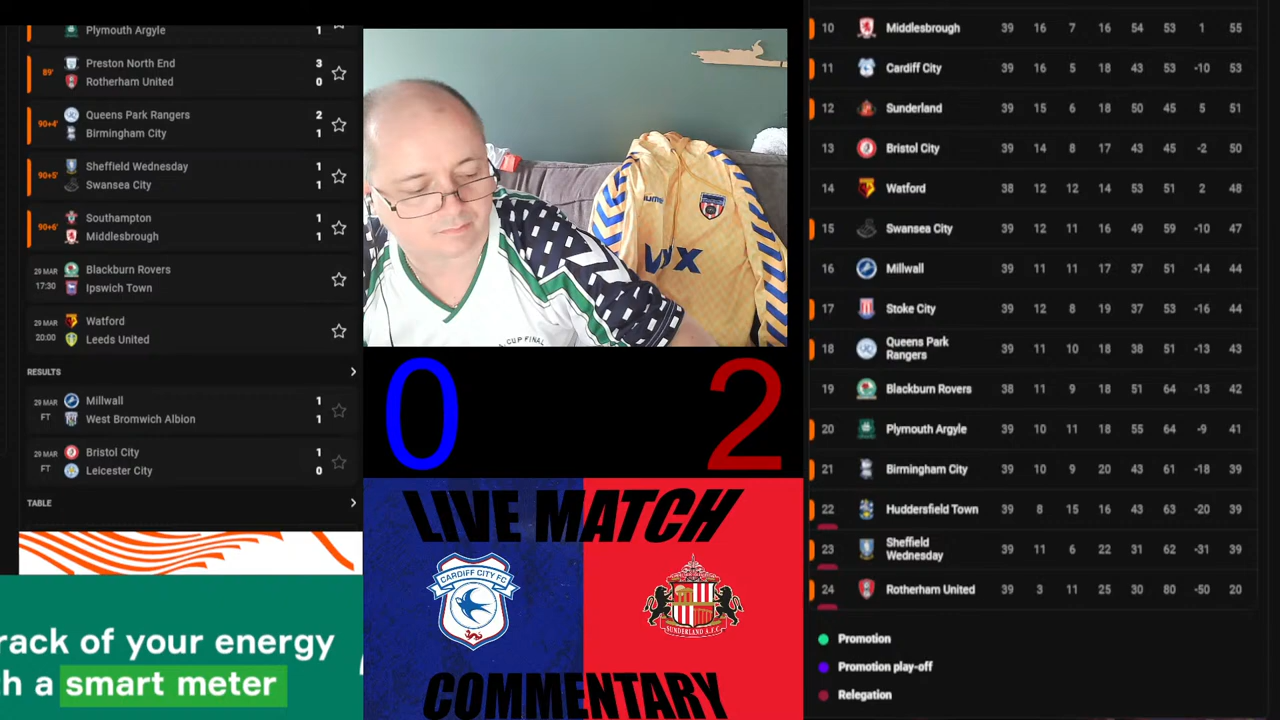 Plymouth Argyle 1
89' Preston North End 3
Rotherham United 0
90+4' Queens Park Rangers 2
Birmingham City 1
90+5' Sheffield Wednesday 1
Swansea City 1
90+6' Southampton 1
Middlesbrough 1
29 MAR Blackburn Rovers
17:30 Ipswich Town
29 MAR Watford
20:00 Leeds United
RESULTS
29 MAR Millwall 1
FT West Bromwich Albion 1
29 MAR Bristol City 1
FT Leicester City 0
TABLE
rack of your energy
h a smart meter
CUP FINAL
0 2
LIVE MATCH
CARDIFF CITY FC
SUNDERLAND A.F.C
COMMENTARY
10 Middlesbrough 39 16 7 16 54 53 1 55
11 Cardiff City 39 16 5 18 43 53 -10 53
12 Sunderland 39 15 6 18 50 45 5 51
13 Bristol City 39 14 8 17 43 45 -2 50
14 Watford 38 12 12 14 53 51 2 48
15 Swansea City 39 12 11 16 49 59 -10 47
16 Millwall 39 11 11 17 37 51 -14 44
17 Stoke City 39 12 8 19 37 53 -16 44
18 Queens Park Rangers 39 11 10 18 38 51 -13 43
19 Blackburn Rovers 38 11 9 18 51 64 -13 42
20 Plymouth Argyle 39 10 11 18 55 64 -9 41
21 Birmingham City 39 10 9 20 43 61 -18 39
22 Huddersfield Town 39 8 15 16 43 63 -20 39
23 Sheffield Wednesday 39 11 6 22 31 62 -31 39
24 Rotherham United 39 3 11 25 30 80 -50 20
Promotion
Promotion play-off
Relegation